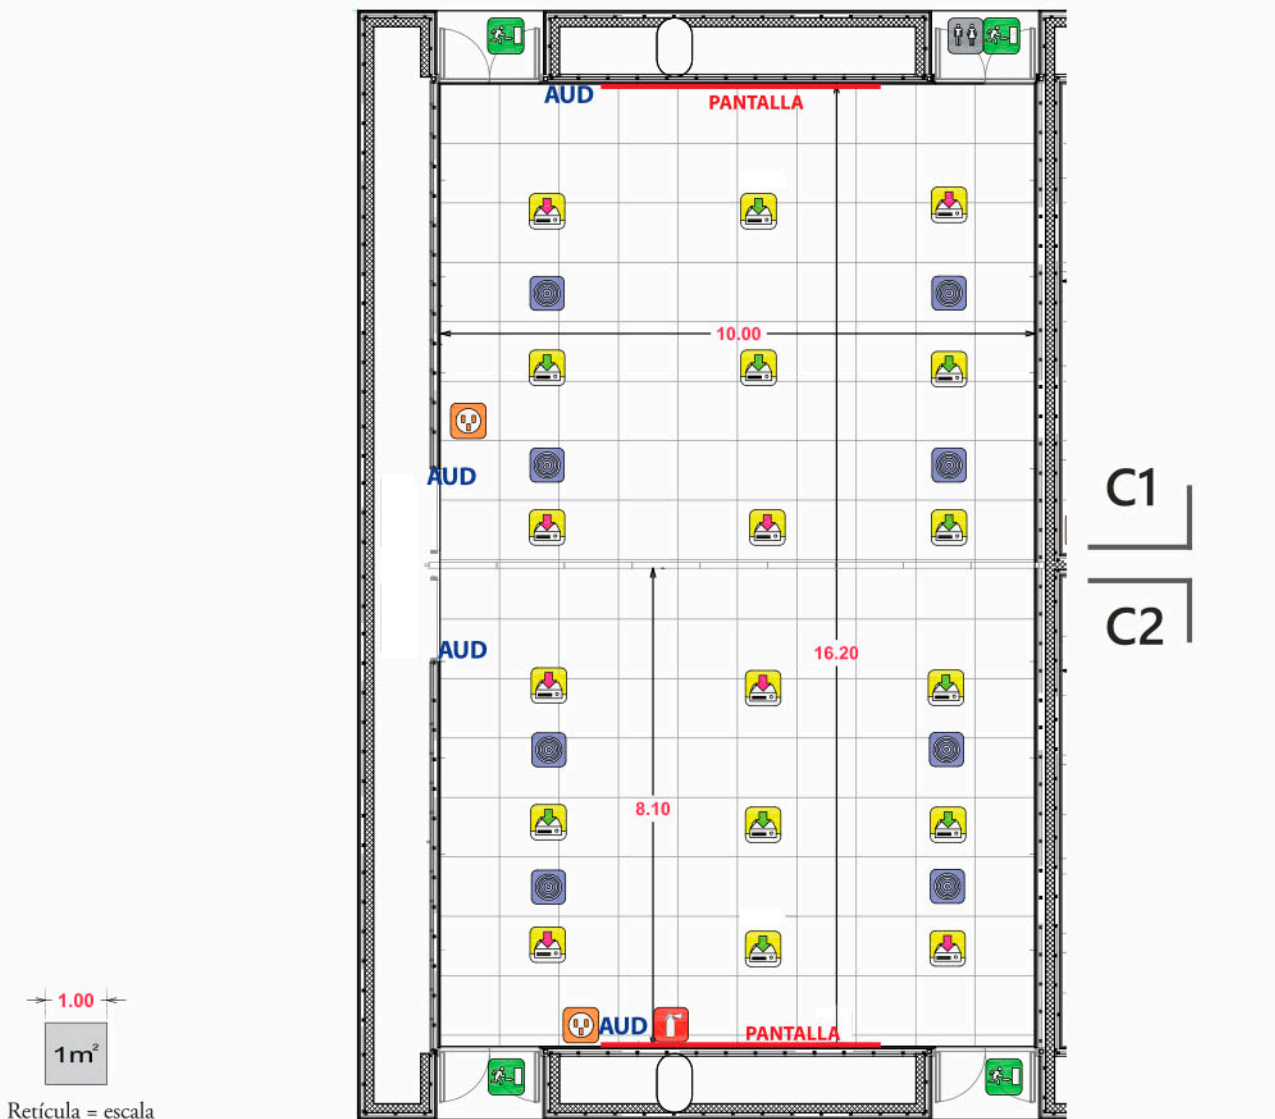 AUD
PANTALLA
10.00
AUD
C1
C2
AUD
16.20
8.10
1.00
AUD
PANTALLA
1m²
Retícula = escala